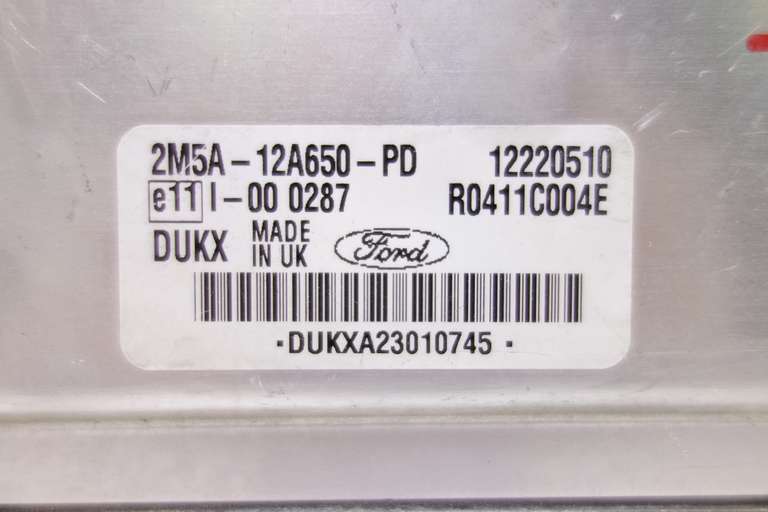 2M5A-12A650-PD 12220510
e11 I-00 0287 R0411C004E
DUKX MADE IN UK Ford
·DUKXA23010745·